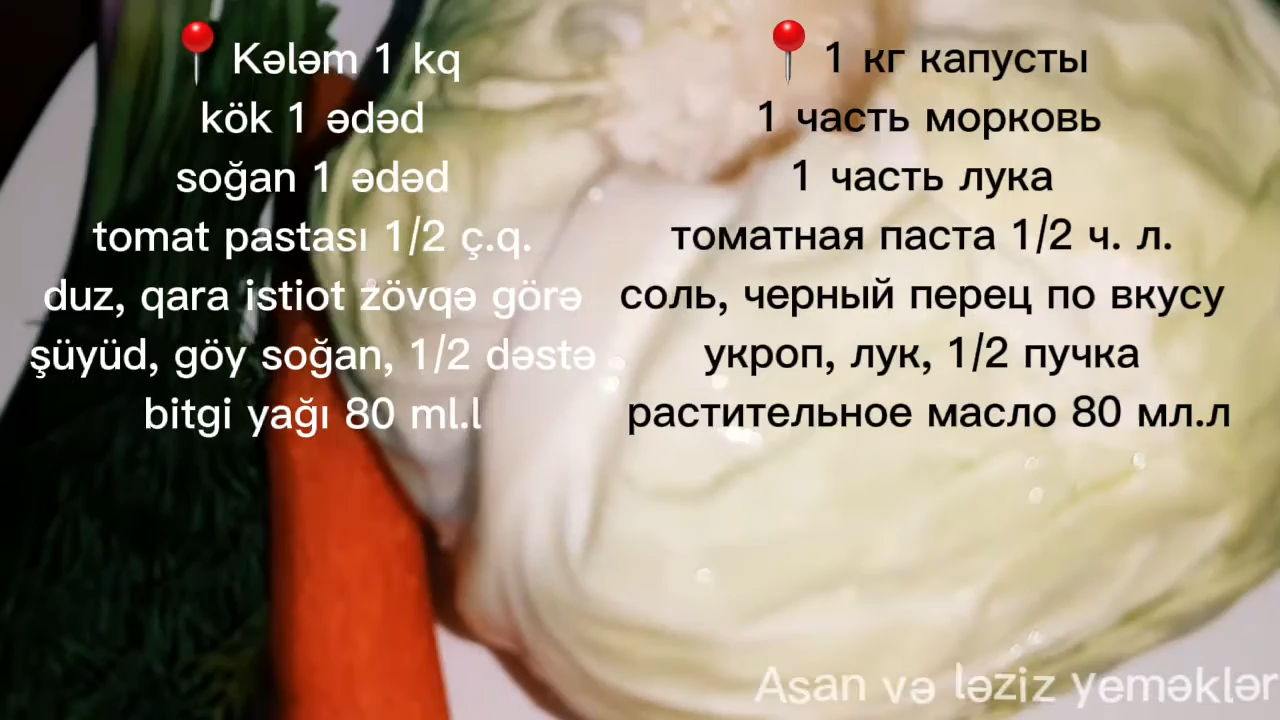 📍 Kələm 1 kq
kök 1 ədəd
soğan 1 ədəd
tomat pastası 1/2 ç.q.
duz, qara istiot zövqə görə
şüyüd, göy soğan, 1/2 dəstə
bitgi yağı 80 ml.l
📍 1 кг капусты
1 часть морковь
1 часть лука
томатная паста 1/2 ч. л.
соль, черный перец по вкусу
укроп, лук, 1/2 пучка
растительное масло 80 мл.л
Asan və ləziz yeməklər